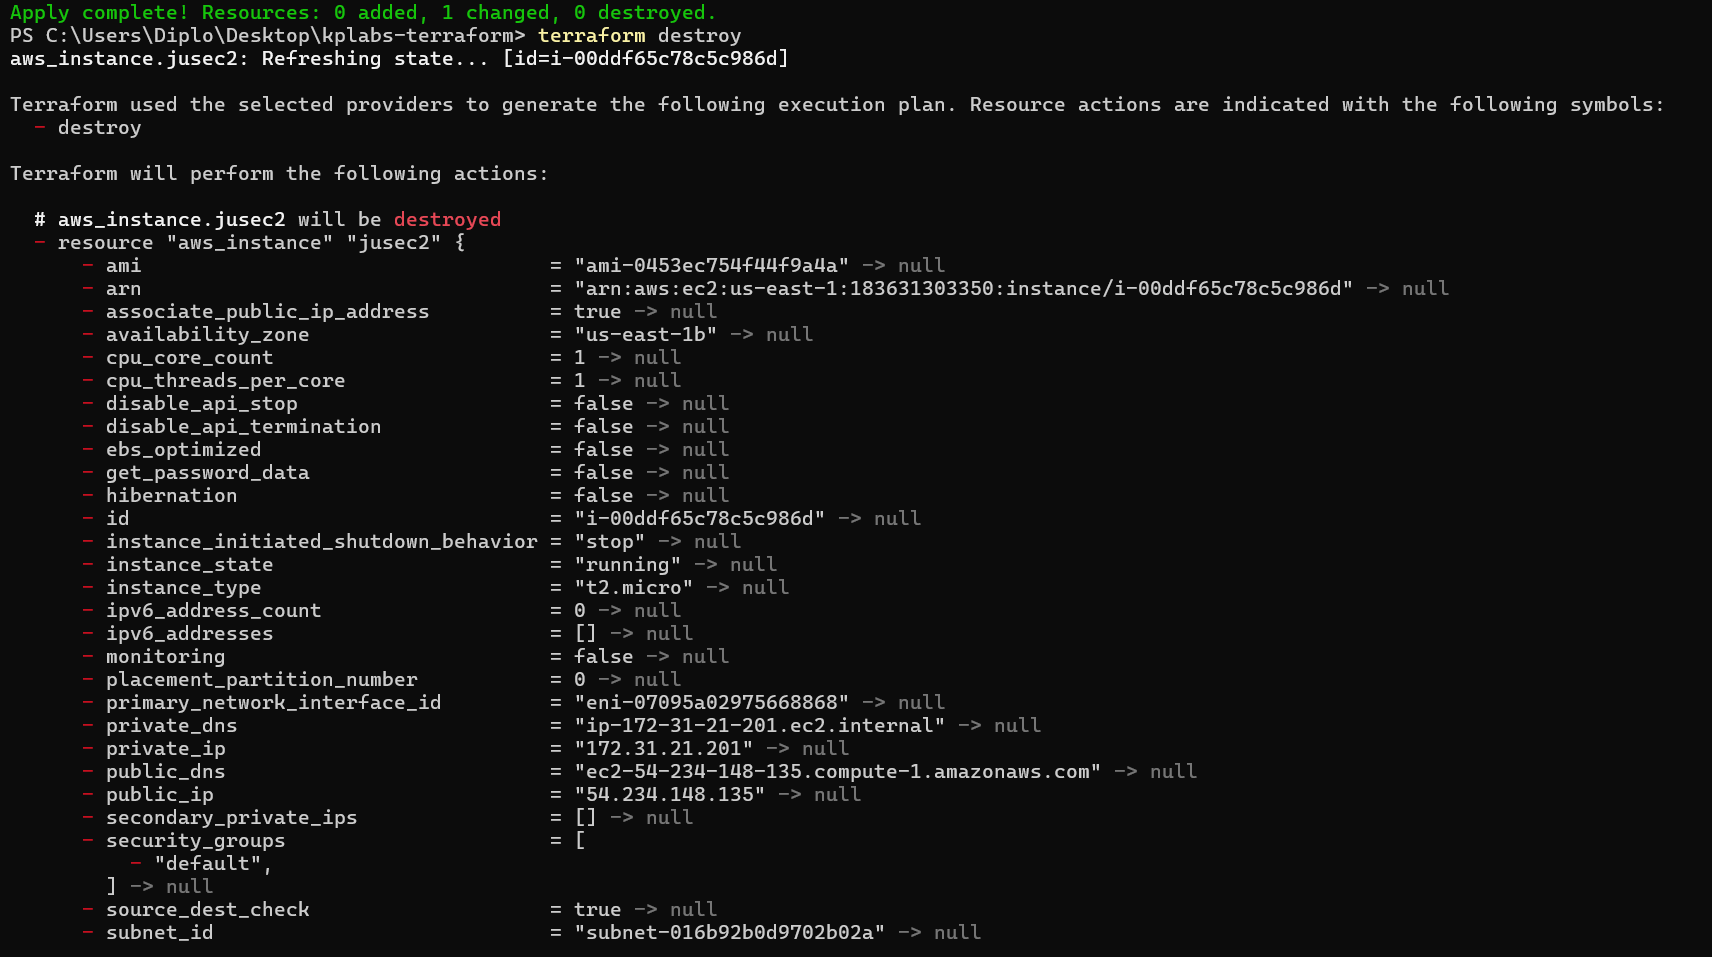 Apply complete! Resources: 0 added, 1 changed, 0 destroyed.
PS C:\Users\Diplo\Desktop\kplabs-terraform> terraform destroy
aws_instance.jusec2: Refreshing state... [id=i-00ddf65c78c5c986d]
Terraform used the selected providers to generate the following execution plan. Resource actions are indicated with the following symbols:
- destroy
Terraform will perform the following actions:
# aws_instance.jusec2 will be destroyed
- resource "aws_instance" "jusec2" {
- ami = "ami-0453ec754f44f9a4a" -> null
- arn = "arn:aws:ec2:us-east-1:183631303350:instance/i-00ddf65c78c5c986d" -> null
- associate_public_ip_address = true -> null
- availability_zone = "us-east-1b" -> null
- cpu_core_count = 1 -> null
- cpu_threads_per_core = 1 -> null
- disable_api_stop = false -> null
- disable_api_termination = false -> null
- ebs_optimized = false -> null
- get_password_data = false -> null
- hibernation = false -> null
- id = "i-00ddf65c78c5c986d" -> null
- instance_initiated_shutdown_behavior = "stop" -> null
- instance_state = "running" -> null
- instance_type = "t2.micro" -> null
- ipv6_address_count = 0 -> null
- ipv6_addresses = [] -> null
- monitoring = false -> null
- placement_partition_number = 0 -> null
- primary_network_interface_id = "eni-07095a02975668868" -> null
- private_dns = "ip-172-31-21-201.ec2.internal" -> null
- private_ip = "172.31.21.201" -> null
- public_dns = "ec2-54-234-148-135.compute-1.amazonaws.com" -> null
- public_ip = "54.234.148.135" -> null
- secondary_private_ips = [] -> null
- security_groups = [
- "default",
] -> null
- source_dest_check = true -> null
- subnet_id = "subnet-016b92b0d9702b02a" -> null